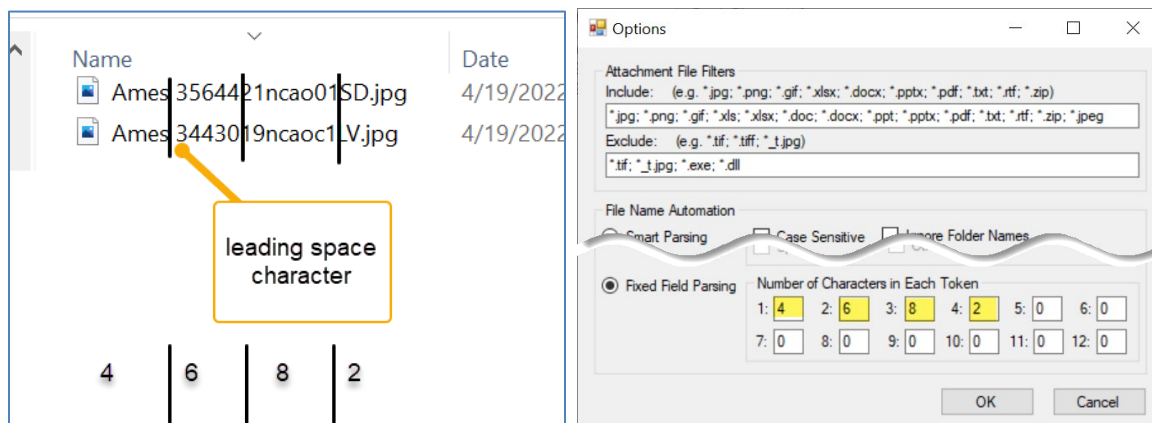 Name Date
Ames 3564421ncao01SD.jpg 4/19/2022
Ames 3443019ncaoc1LV.jpg 4/19/2022
leading space
character
4 6 8 2
Options
Attachment File Filters
Include: (e.g. *.jpg; *.png; *.gif; *.xlsx; *.docx; *.pptx; *.pdf; *.txt; *.rtf; *.zip)
*.jpg; *.png; *.gif; *.xls; *.xlsx; *.doc; *.docx; *.ppt; *.pptx; *.pdf; *.txt; *.rtf; *.zip; *.jpeg
Exclude: (e.g. *.tif; *.tiff; *_t.jpg)
*.tif; *_t.jpg; *.exe; *.dll
File Name Automation
Smart Parsing Case Sensitive Ignore Folder Names
Fixed Field Parsing Number of Characters in Each Token
1: 4 2: 6 3: 8 4: 2 5: 0 6: 0
7: 0 8: 0 9: 0 10: 0 11: 0 12: 0
OK Cancel